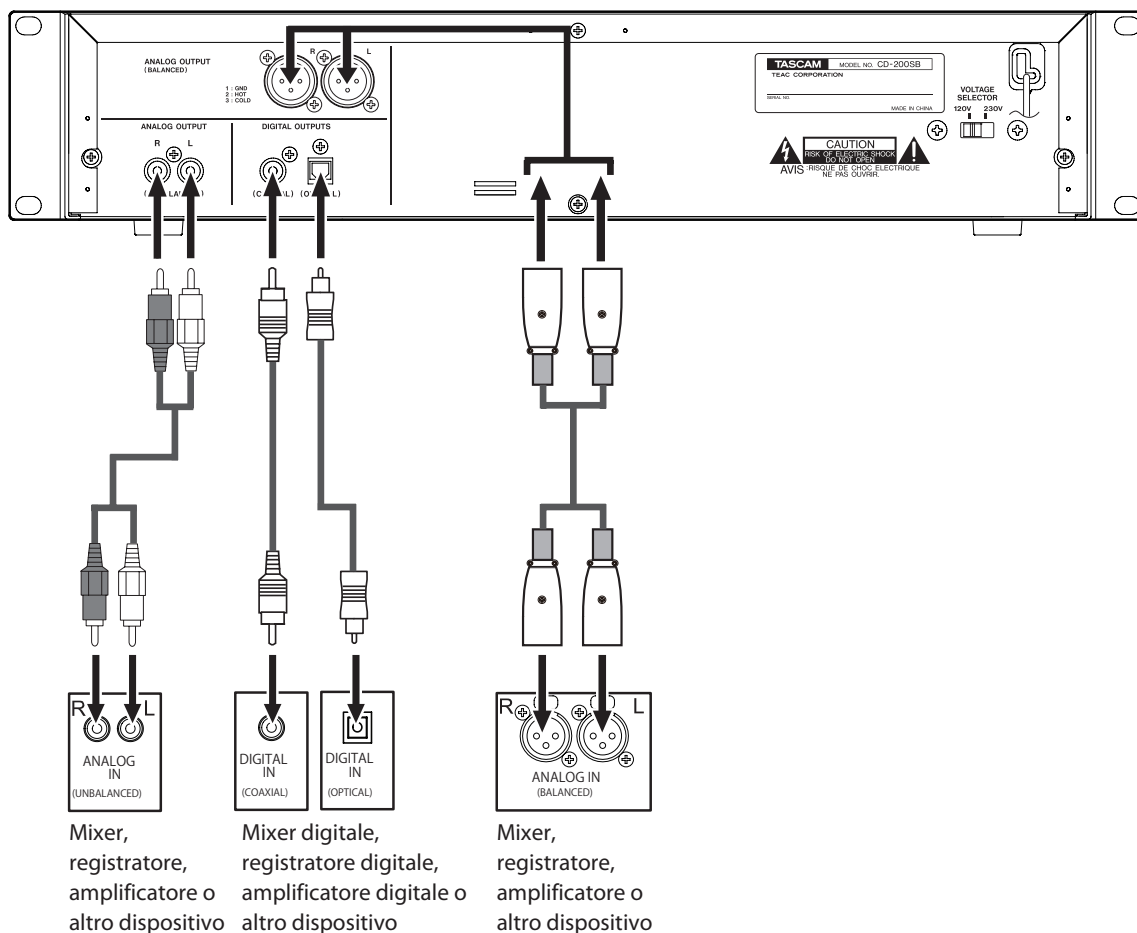 ANALOG OUTPUT
(BALANCED)
1 : GND
2 : HOT
3 : COLD
R L
ANALOG OUTPUT
R L
DIGITAL OUTPUTS
TASCAM MODEL NO. CD-200SB
TEAC CORPORATION
SERIAL NO.
MADE IN CHINA
VOLTAGE
SELECTOR
120V 230V
CAUTION
RISK OF ELECTRIC SHOCK
DO NOT OPEN
AVIS : RISQUE DE CHOC ELECTRIQUE
NE PAS OUVRIR.
R L
ANALOG
IN
(UNBALANCED)
DIGITAL
IN
(COAXIAL)
DIGITAL
IN
(OPTICAL)
R L
ANALOG IN
(BALANCED)
Mixer,
registratore,
amplificatore o
altro dispositivo
Mixer digitale,
registratore digitale,
amplificatore digitale o
altro dispositivo
Mixer,
registratore,
amplificatore o
altro dispositivo